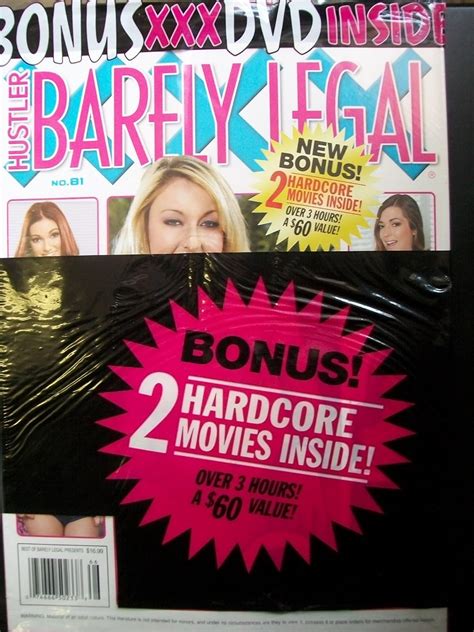 BONUS XXX DVD INSIDE
HUSTLER
BARELY LEGAL
XXX
NO. 81
NEW
BONUS!
2 HARDCORE
MOVIES INSIDE!
OVER 3 HOURS!
A $60 VALUE!
BONUS!
2 HARDCORE
MOVIES INSIDE!
OVER 3 HOURS!
A $60 VALUE!
BEST OF BARELY LEGAL PRESENTS $16.99